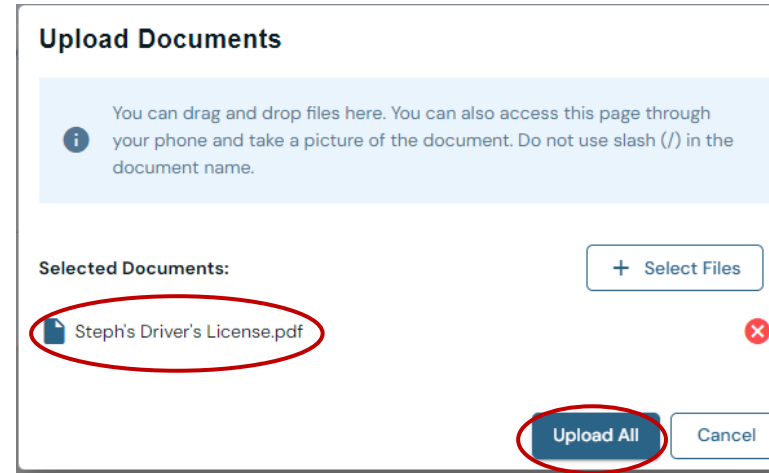 Upload Documents
You can drag and drop files here. You can also access this page through
your phone and take a picture of the document. Do not use slash (/) in the
document name.
Selected Documents:
+ Select Files
Steph's Driver's License.pdf
Upload All
Cancel